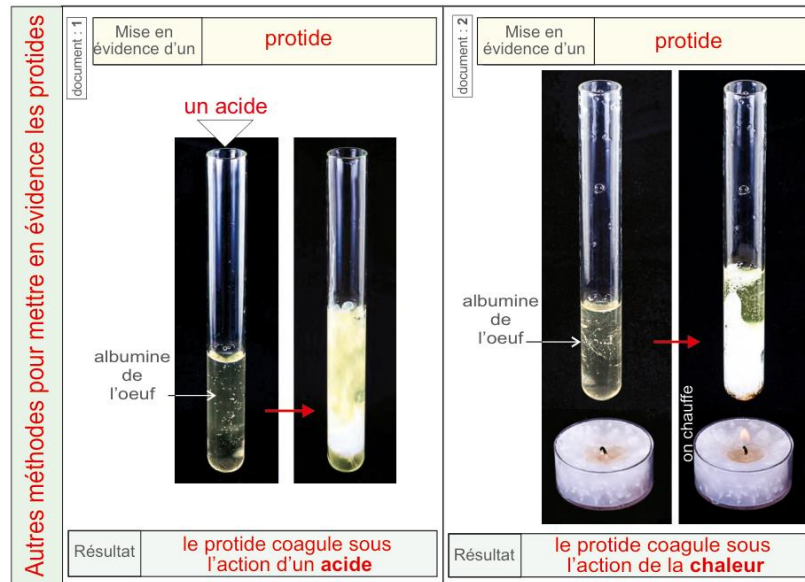 Autres méthodes pour mettre en évidence les protides
document : 1
Mise en
évidence d'un
protide
un acide
albumine
de
l'oeuf
Résultat
le protide coagule sous
l'action d'un acide
document : 2
Mise en
évidence d'un
protide
albumine
de
l'oeuf
on chauffe
Résultat
le protide coagule sous
l'action de la chaleur